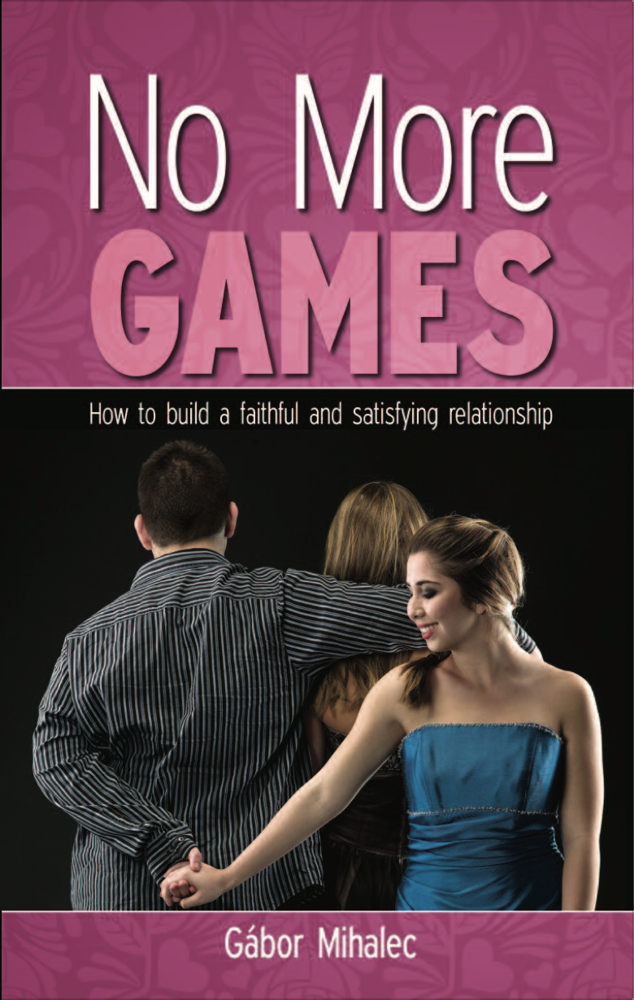 No More
GAMES
How to build a faithful and satisfying relationship
Gábor Mihalec